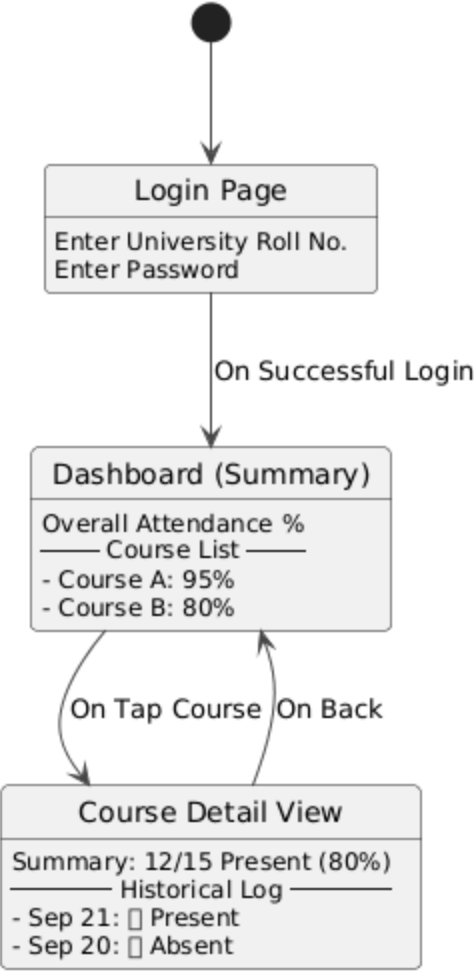 Login Page
Enter University Roll No.
Enter Password
On Successful Login
Dashboard (Summary)
Overall Attendance %
Course List
- Course A: 95%
- Course B: 80%
On Tap Course
On Back
Course Detail View
Summary: 12/15 Present (80%)
Historical Log
- Sep 21: ▯ Present
- Sep 20: ▯ Absent